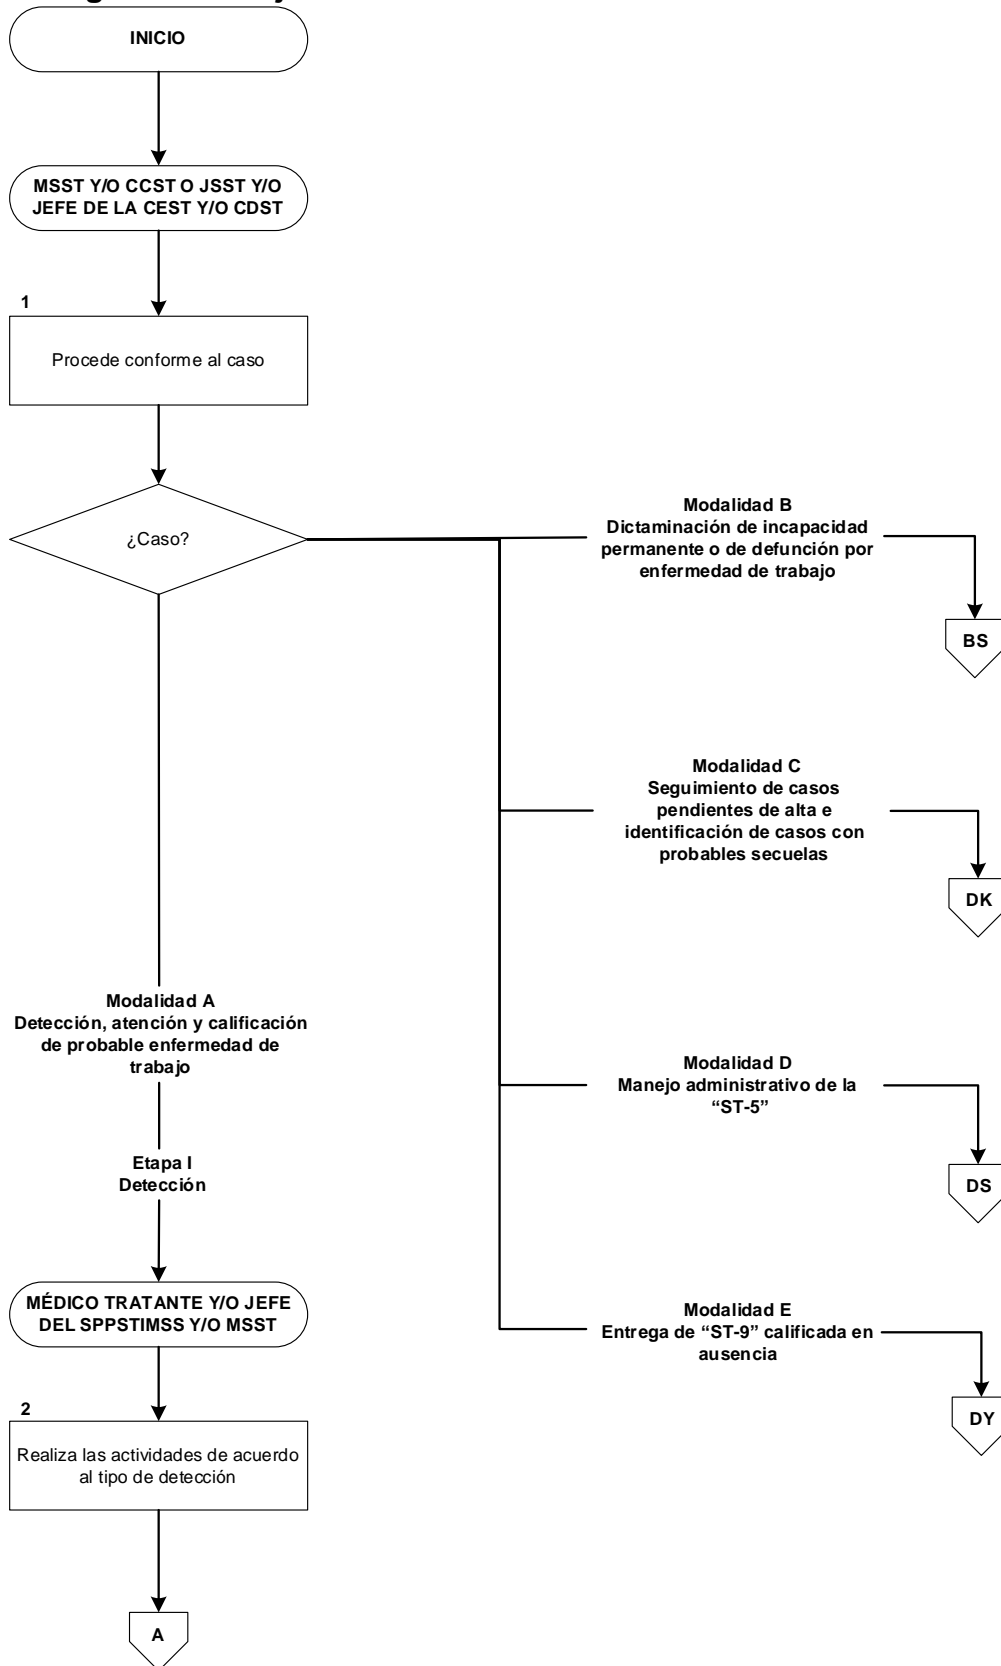 INICIO
MSST Y/O CCST O JSST Y/O
JEFE DE LA CEST Y/O CDST
1
Procede conforme al caso
¿Caso?
Modalidad B
Dictaminación de incapacidad
permanente o de defunción por
enfermedad de trabajo
BS
Modalidad C
Seguimiento de casos
pendientes de alta e
identificación de casos con
probables secuelas
DK
Modalidad A
Detección, atención y calificación
de probable enfermedad de
trabajo
Modalidad D
Manejo administrativo de la
“ST-5”
DS
Etapa I
Detección
MÉDICO TRATANTE Y/O JEFE
DEL SPPSTIMSS Y/O MSST
Modalidad E
Entrega de “ST-9” calificada en
ausencia
DY
2
Realiza las actividades de acuerdo
al tipo de detección
A